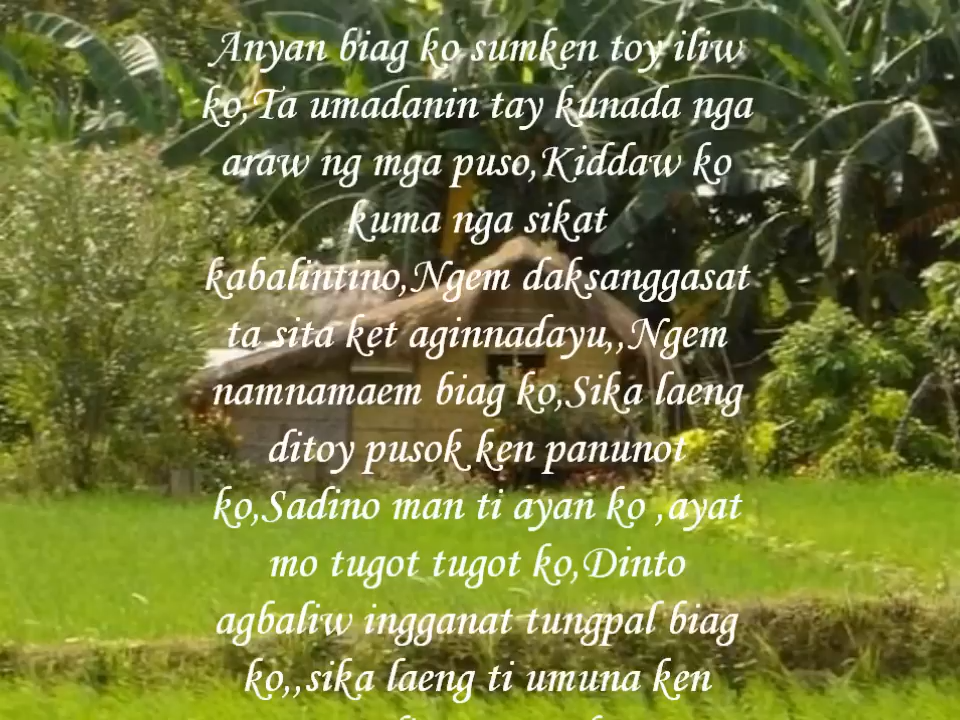 Anyan biag ko sumken toy iliw
ko,Ta umadanin tay kunada nga
araw ng mga puso,Kiddaw ko
kuma nga sikat
kabalintino,Ngem daksanggasat
ta sita ket aginnadayu,,Ngem
namnamaem biag ko,Sika laeng
ditoy pusok ken panunot
ko,Sadino man ti ayan ko ,ayat
mo tugot tugot ko,Dinto
agbaliw ingganat tungpal biag
ko,,sika laeng ti umuna ken